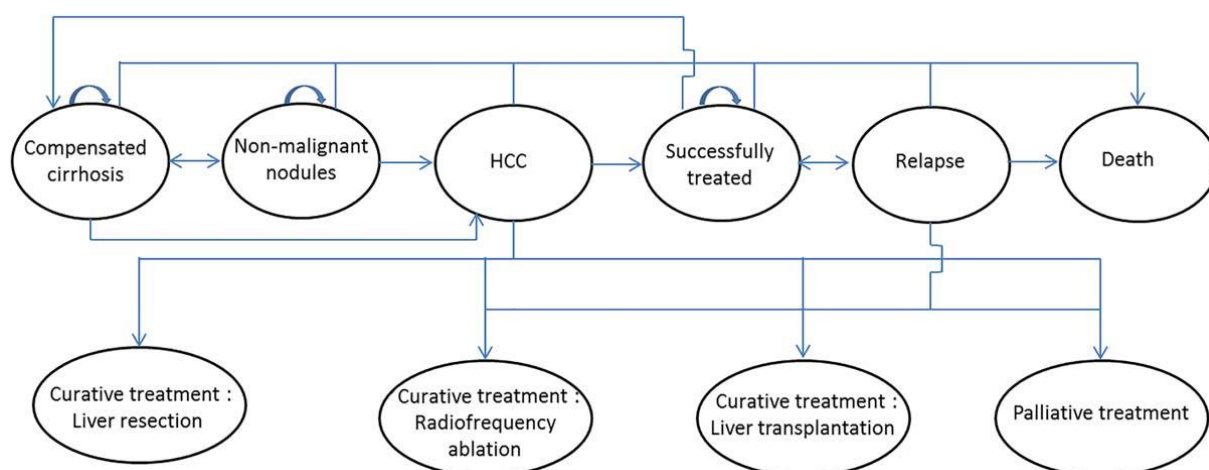 Compensated
cirrhosis
Non-malignant
nodules
HCC
Successfully
treated
Relapse
Death
Curative treatment :
Liver resection
Curative treatment :
Radiofrequency
ablation
Curative treatment :
Liver transplantation
Palliative treatment